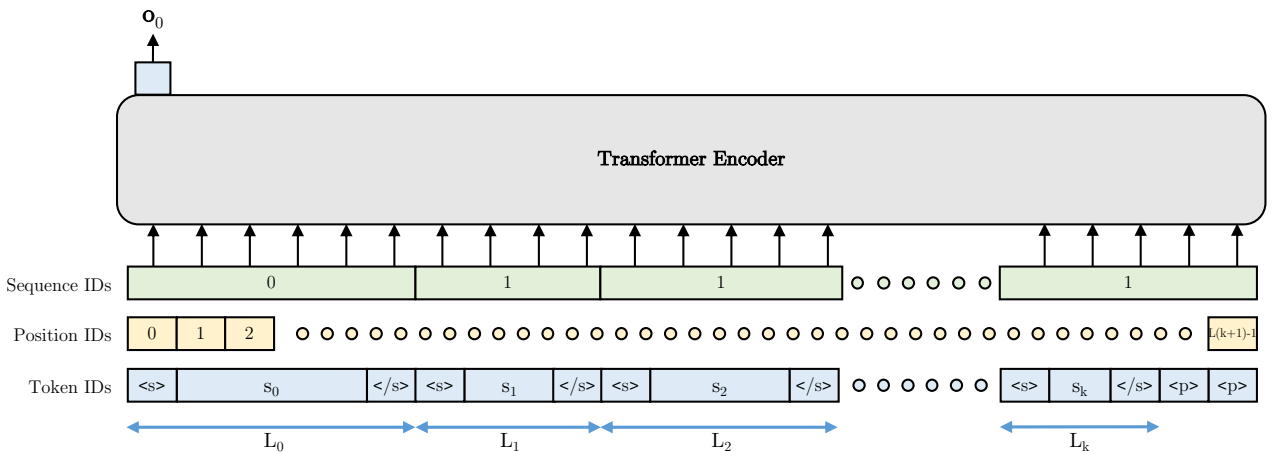 o0
Transformer Encoder
Sequence IDs 0 1 1 1
Position IDs 0 1 2 L(k+1)-1
Token IDs <s> s0 </s> <s> s1 </s> <s> s2 </s> <s> sk </s> <p> <p>
L0 L1 L2 Lk